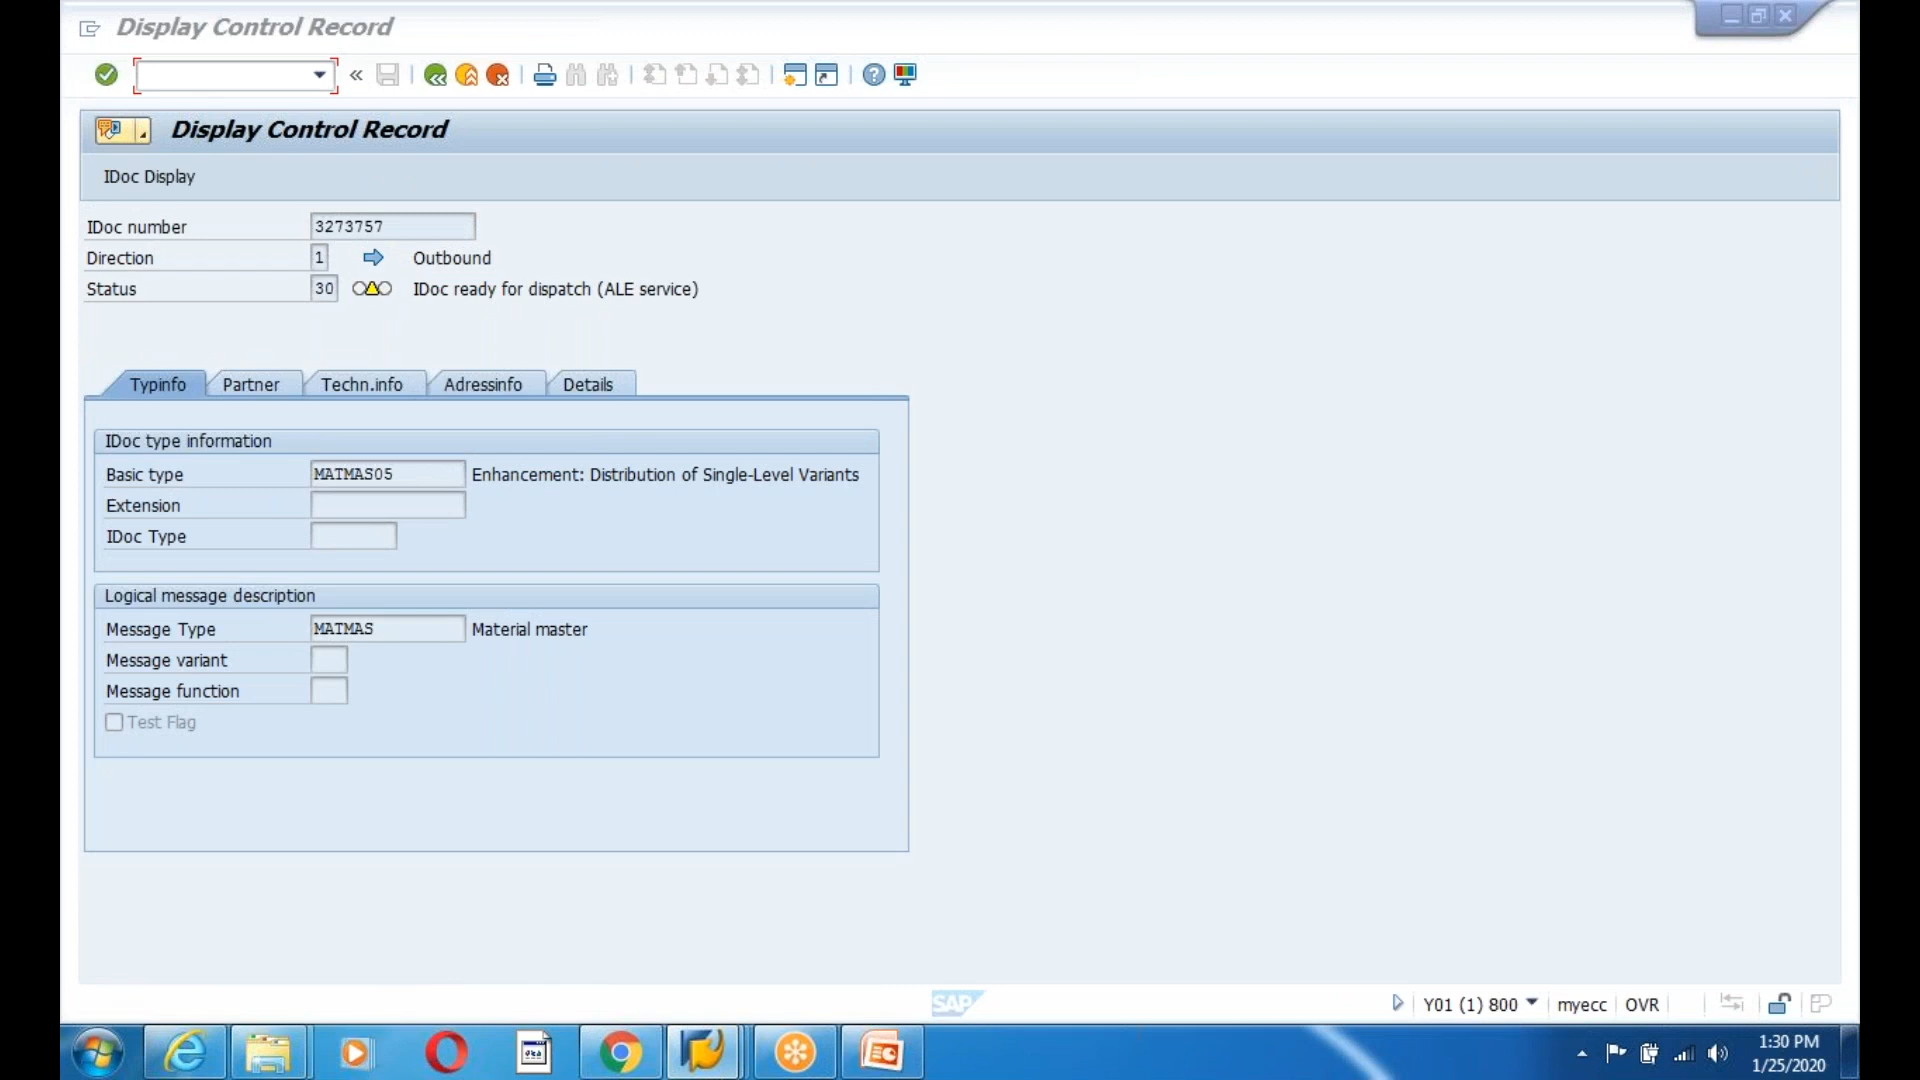 Display Control Record
Display Control Record
IDoc Display
IDoc number 3273757
Direction 1 Outbound
Status 30 IDoc ready for dispatch (ALE service)
Typinfo Partner Techn.info Adressinfo Details
IDoc type information
Basic type MATMAS05 Enhancement: Distribution of Single-Level Variants
Extension
IDoc Type
Logical message description
Message Type MATMAS Material master
Message variant
Message function
Test Flag
SAP Y01 (1) 800 myecc OVR
1:30 PM
1/25/2020